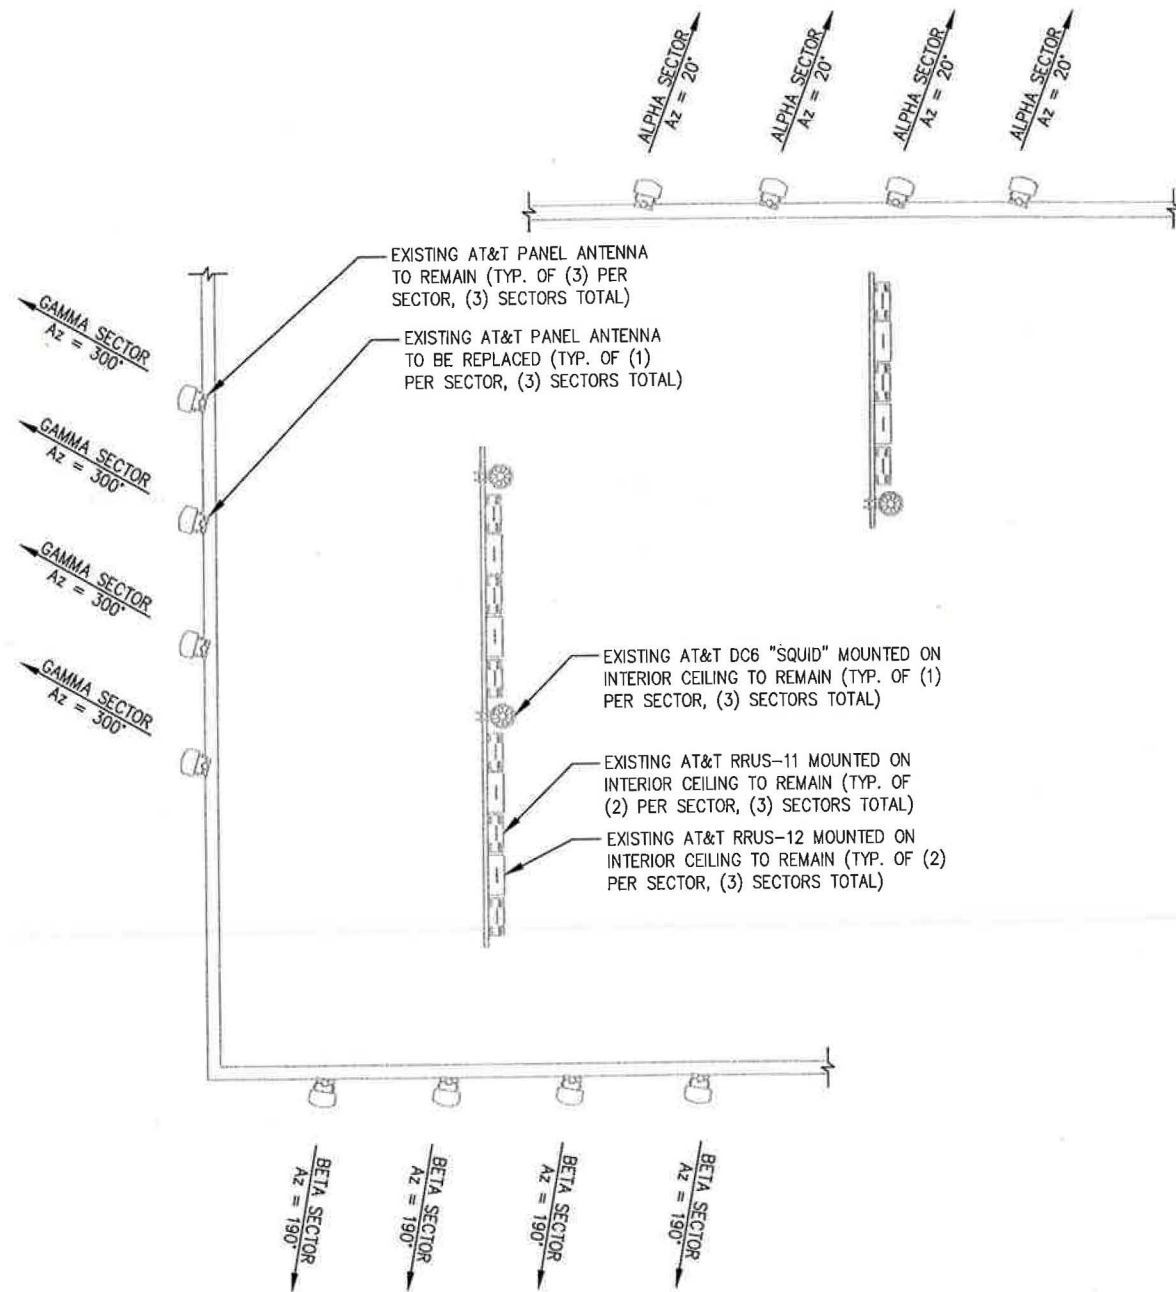 ALPHA SECTOR
Az = 20°
ALPHA SECTOR
Az = 20°
ALPHA SECTOR
Az = 20°
ALPHA SECTOR
Az = 20°
EXISTING AT&T PANEL ANTENNA
TO REMAIN (TYP. OF (3) PER
SECTOR, (3) SECTORS TOTAL)
EXISTING AT&T PANEL ANTENNA
TO BE REPLACED (TYP. OF (1)
PER SECTOR, (3) SECTORS TOTAL)
GAMMA SECTOR
Az = 300°
GAMMA SECTOR
Az = 300°
GAMMA SECTOR
Az = 300°
GAMMA SECTOR
Az = 300°
EXISTING AT&T DC6 "SQUID" MOUNTED ON
INTERIOR CEILING TO REMAIN (TYP. OF (1)
PER SECTOR, (3) SECTORS TOTAL)
EXISTING AT&T RRUS-11 MOUNTED ON
INTERIOR CEILING TO REMAIN (TYP. OF
(2) PER SECTOR, (3) SECTORS TOTAL)
EXISTING AT&T RRUS-12 MOUNTED ON
INTERIOR CEILING TO REMAIN (TYP. OF (2)
PER SECTOR, (3) SECTORS TOTAL)
BETA SECTOR
Az = 190°
BETA SECTOR
Az = 190°
BETA SECTOR
Az = 190°
BETA SECTOR
Az = 190°